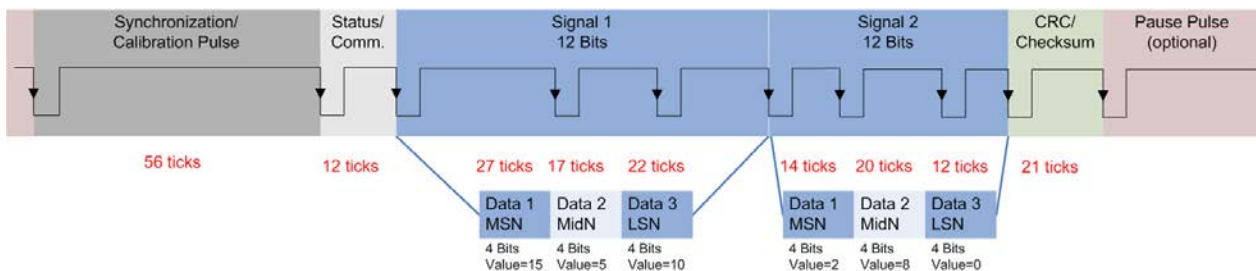 Synchronization/
Calibration Pulse
Status/
Comm.
Signal 1
12 Bits
Signal 2
12 Bits
CRC/
Checksum
Pause Pulse
(optional)
56 ticks
12 ticks
27 ticks
17 ticks
22 ticks
14 ticks
20 ticks
12 ticks
21 ticks
Data 1
MSN
Data 2
MidN
Data 3
LSN
Data 1
MSN
Data 2
MidN
Data 3
LSN
4 Bits
Value=15
4 Bits
Value=5
4 Bits
Value=10
4 Bits
Value=2
4 Bits
Value=8
4 Bits
Value=0